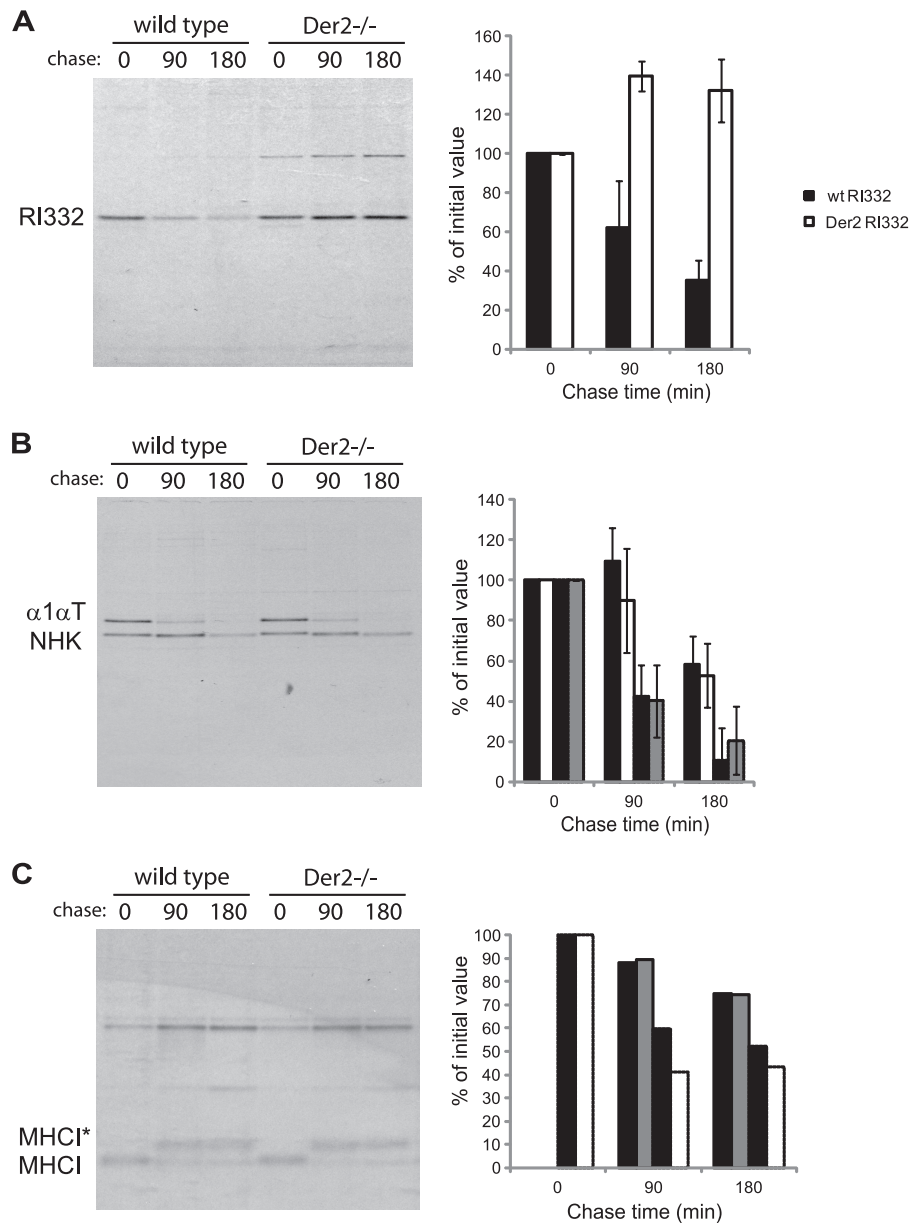 A
wild type Der2-/-
chase: 0 90 180 0 90 180
RI332
160
140
120
100
80
60
40
20
0
% of initial value
0 90 180
Chase time (min)
wt RI332
Der2 RI332
B
wild type Der2-/-
chase: 0 90 180 0 90 180
α1αT
NHK
140
120
100
80
60
40
20
0
% of initial value
0 90 180
Chase time (min)
C
wild type Der2-/-
chase: 0 90 180 0 90 180
MHCI*
MHCI
100
90
80
70
60
50
40
30
20
10
0
% of initial value
0 90 180
Chase time (min)